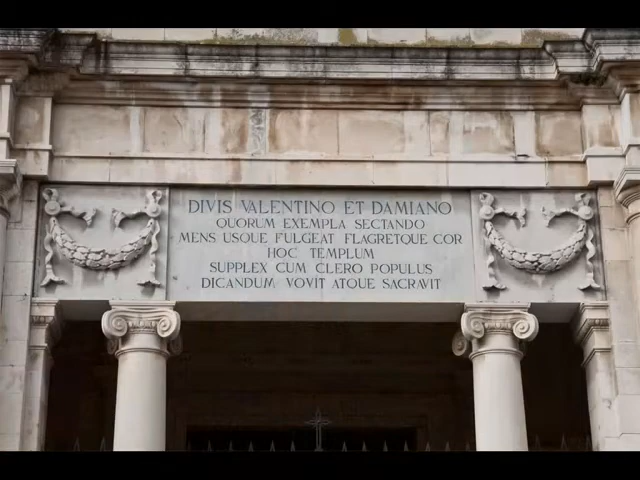 DIVIS VALENTINO ET DAMIANO
QUORUM EXEMPLA SECTANDO
MENS USQUE FULGEAT FLAGRETQUE COR
HOC TEMPLUM
SUPPLEX CUM CLERO POPULUS
DICANDUM VOVIT ATQUE SACRAVIT